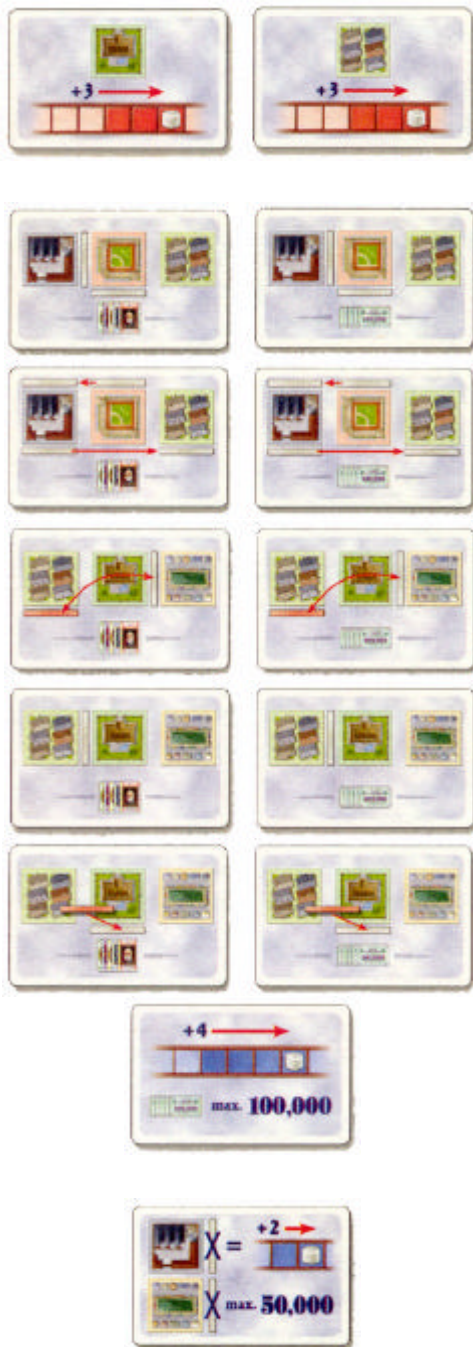 +3
+3
+4
max. 100,000
X = +2
X max. 50,000